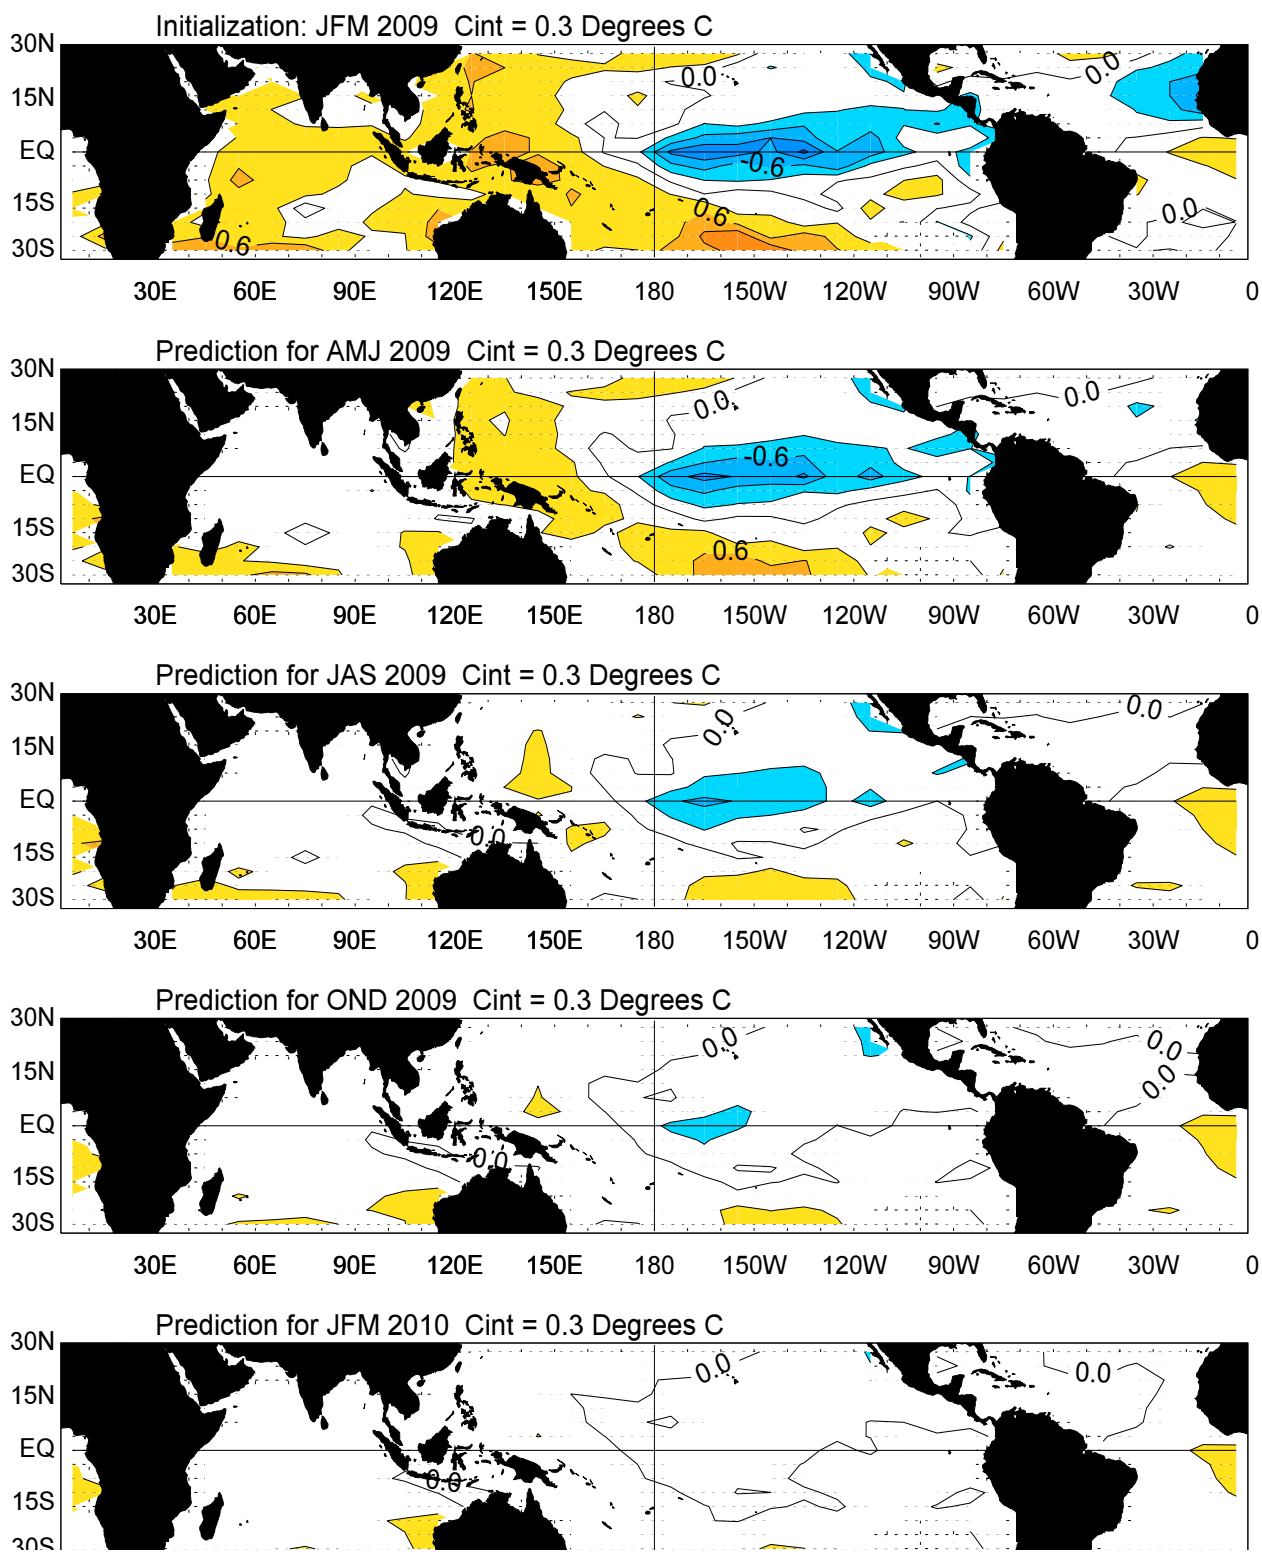 Initialization: JFM 2009  Cint = 0.3 Degrees C
30N
15N
EQ
15S
30S
0.0
0.0
-0.6
0.6
0.6
0.0
30E 60E 90E 120E 150E 180 150W 120W 90W 60W 30W 0
Prediction for AMJ 2009  Cint = 0.3 Degrees C
30N
15N
EQ
15S
30S
0.0
0.0
-0.6
0.6
30E 60E 90E 120E 150E 180 150W 120W 90W 60W 30W 0
Prediction for JAS 2009  Cint = 0.3 Degrees C
30N
15N
EQ
15S
30S
0.0
0.0
0.0
30E 60E 90E 120E 150E 180 150W 120W 90W 60W 30W 0
Prediction for OND 2009  Cint = 0.3 Degrees C
30N
15N
EQ
15S
30S
0.0
0.0
0.0
0.0
30E 60E 90E 120E 150E 180 150W 120W 90W 60W 30W 0
Prediction for JFM 2010  Cint = 0.3 Degrees C
30N
15N
EQ
15S
30S
0.0
0.0
0.0